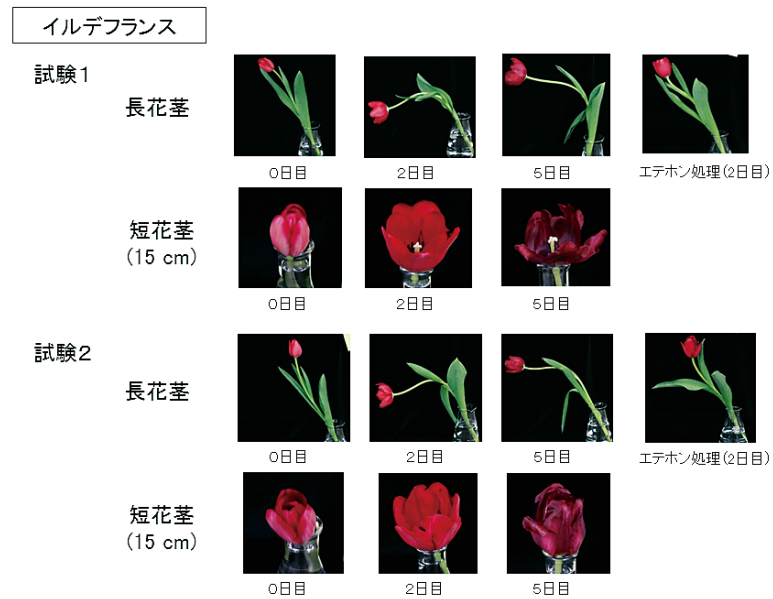 イルデフランス
試験1
長花茎
0日目
2日目
5日目
エテホン処理(2日目)
短花茎
(15 cm)
0日目
2日目
5日目
試験2
長花茎
0日目
2日目
5日目
エテホン処理(2日目)
短花茎
(15 cm)
0日目
2日目
5日目